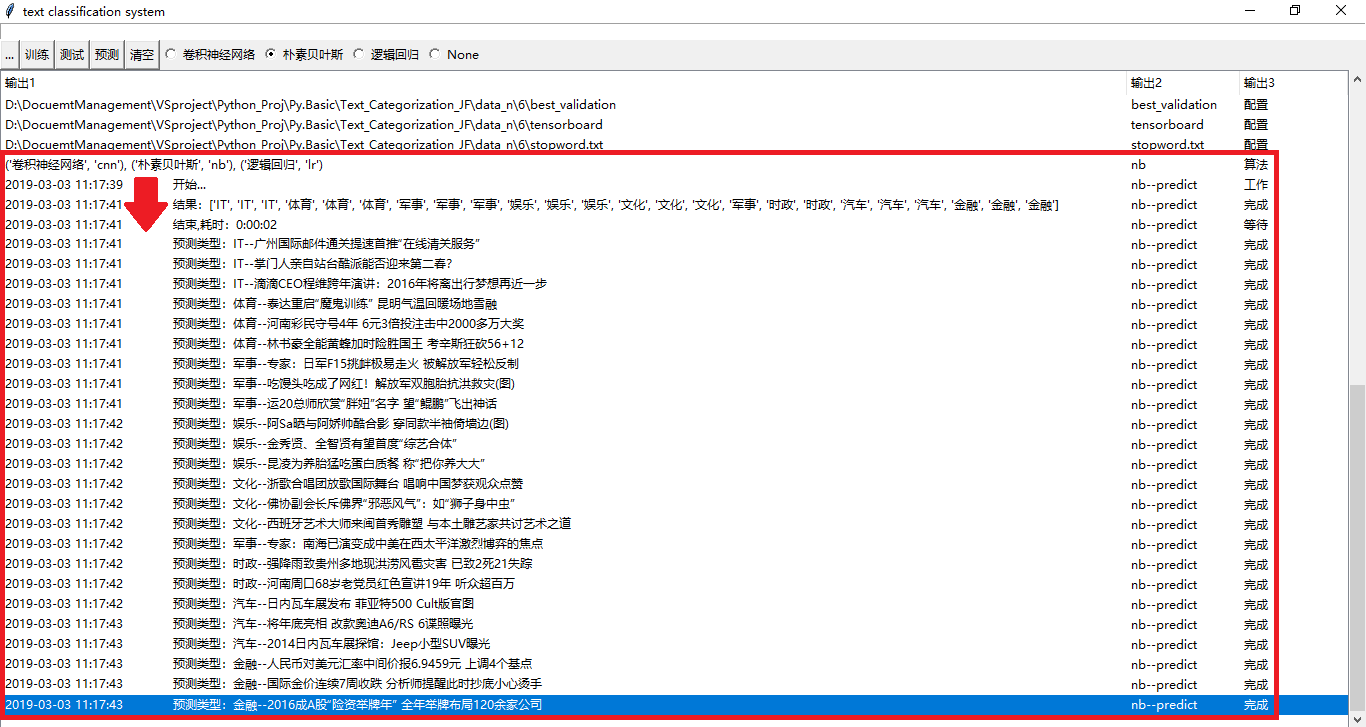 text classification system
... 训练 测试 预测 清空 卷积神经网络 朴素贝叶斯 逻辑回归 None
输出1 输出2 输出3
D:\DocuemtManagement\VSproject\Python_Proj\Py.Basic\Text_Categorization_JF\data_n\6\best_validation best_validation 配置
D:\DocuemtManagement\VSproject\Python_Proj\Py.Basic\Text_Categorization_JF\data_n\6\tensorboard tensorboard 配置
D:\DocuemtManagement\VSproject\Python_Proj\Py.Basic\Text_Categorization_JF\data_n\6\stopword.txt stopword.txt 配置
('卷积神经网络', 'cnn'), ('朴素贝叶斯', 'nb'), ('逻辑回归', 'lr') nb 算法
2019-03-03 11:17:39 开始... nb--predict 工作
2019-03-03 11:17:41 结果：['IT', 'IT', 'IT', '体育', '体育', '体育', '军事', '军事', '军事', '娱乐', '娱乐', '娱乐', '文化', '文化', '文化', '军事', '时政', '时政', '汽车', '汽车', '汽车', '金融', '金融', '金融'] nb--predict 完成
2019-03-03 11:17:41 结束,耗时：0:00:02 nb--predict 等待
2019-03-03 11:17:41 预测类型：IT--广州国际邮件通关提速首推“在线清关服务” nb--predict 完成
2019-03-03 11:17:41 预测类型：IT--掌门人亲自站台酷派能否迎来第二春？ nb--predict 完成
2019-03-03 11:17:41 预测类型：IT--滴滴CEO程维跨年演讲：2016年将离出行梦想再近一步 nb--predict 完成
2019-03-03 11:17:41 预测类型：体育--泰达重启“魔鬼训练” 昆明气温回暖场地雪融 nb--predict 完成
2019-03-03 11:17:41 预测类型：体育--河南彩民守号4年 6元3倍投注击中2000多万大奖 nb--predict 完成
2019-03-03 11:17:41 预测类型：体育--林书豪全能黄蜂加时险胜国王 考辛斯狂砍56+12 nb--predict 完成
2019-03-03 11:17:41 预测类型：军事--专家：日军F15挑衅极易走火 被解放军轻松反制 nb--predict 完成
2019-03-03 11:17:41 预测类型：军事--吃馒头吃成了网红！解放军双胞胎抗洪救灾(图) nb--predict 完成
2019-03-03 11:17:41 预测类型：军事--运20总师欣赏“胖妞”名字 望“鲲鹏”飞出神话 nb--predict 完成
2019-03-03 11:17:42 预测类型：娱乐--阿Sa晒与阿娇帅酷合影 穿同款半袖倚墙边(图) nb--predict 完成
2019-03-03 11:17:42 预测类型：娱乐--金秀贤、全智贤有望首度“综艺合体” nb--predict 完成
2019-03-03 11:17:42 预测类型：娱乐--昆凌为养胎猛吃蛋白质餐 称“把你养大大” nb--predict 完成
2019-03-03 11:17:42 预测类型：文化--浙歌合唱团放歌国际舞台 唱响中国梦获观众点赞 nb--predict 完成
2019-03-03 11:17:42 预测类型：文化--佛协副会长斥佛界“邪恶风气”：如“狮子身中虫” nb--predict 完成
2019-03-03 11:17:42 预测类型：文化--西班牙艺术大师来闽首秀雕塑 与本土雕艺家共讨艺术之道 nb--predict 完成
2019-03-03 11:17:42 预测类型：军事--专家：南海已演变成中美在西太平洋激烈博弈的焦点 nb--predict 完成
2019-03-03 11:17:42 预测类型：时政--强降雨致贵州多地现洪涝风雹灾害 已致2死21失踪 nb--predict 完成
2019-03-03 11:17:42 预测类型：时政--河南周口68岁老党员红色宣讲19年 听众超百万 nb--predict 完成
2019-03-03 11:17:42 预测类型：汽车--日内瓦车展发布 菲亚特500 Cult版官图 nb--predict 完成
2019-03-03 11:17:43 预测类型：汽车--将年底亮相 改款奥迪A6/RS 6谍照曝光 nb--predict 完成
2019-03-03 11:17:43 预测类型：汽车--2014日内瓦车展探馆：Jeep小型SUV曝光 nb--predict 完成
2019-03-03 11:17:43 预测类型：金融--人民币对美元汇率中间价报6.9459元 上调4个基点 nb--predict 完成
2019-03-03 11:17:43 预测类型：金融--国际金价连续7周收跌 分析师提醒此时抄底小心烫手 nb--predict 完成
2019-03-03 11:17:43 预测类型：金融--2016成A股“险资举牌年” 全年举牌布局120余家公司 nb--predict 完成